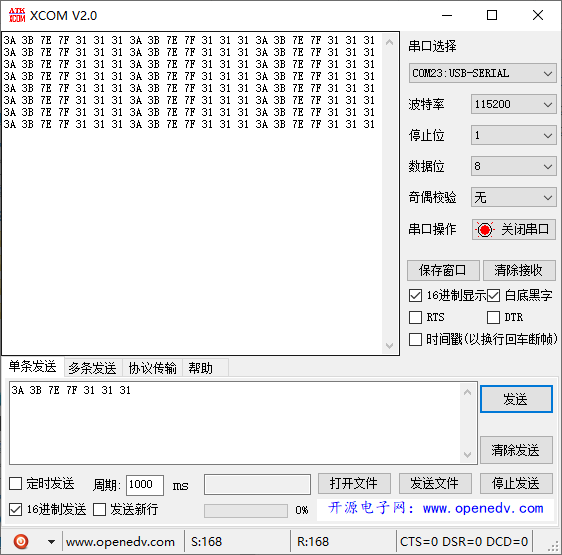 ATK
XCOM
XCOM V2.0
3A 3B 7E 7F 31 31 31 3A 3B 7E 7F 31 31 31 3A 3B 7E 7F 31 31 31
3A 3B 7E 7F 31 31 31 3A 3B 7E 7F 31 31 31 3A 3B 7E 7F 31 31 31
3A 3B 7E 7F 31 31 31 3A 3B 7E 7F 31 31 31 3A 3B 7E 7F 31 31 31
3A 3B 7E 7F 31 31 31 3A 3B 7E 7F 31 31 31 3A 3B 7E 7F 31 31 31
3A 3B 7E 7F 31 31 31 3A 3B 7E 7F 31 31 31 3A 3B 7E 7F 31 31 31
3A 3B 7E 7F 31 31 31 3A 3B 7E 7F 31 31 31 3A 3B 7E 7F 31 31 31
3A 3B 7E 7F 31 31 31 3A 3B 7E 7F 31 31 31 3A 3B 7E 7F 31 31 31
3A 3B 7E 7F 31 31 31 3A 3B 7E 7F 31 31 31 3A 3B 7E 7F 31 31 31
串口选择
COM23:USB-SERIAL
波特率 115200
停止位 1
数据位 8
奇偶校验 无
串口操作 关闭串口
保存窗口 清除接收
16进制显示 白底黑字
RTS DTR
时间戳(以换行回车断帧)
单条发送 多条发送 协议传输 帮助
3A 3B 7E 7F 31 31 31
发送
清除发送
定时发送 周期: 1000 ms 打开文件 发送文件 停止发送
16进制发送 发送新行 0% 开源电子网：www.openedv.com
www.openedv.com S:168 R:168 CTS=0 DSR=0 DCD=0